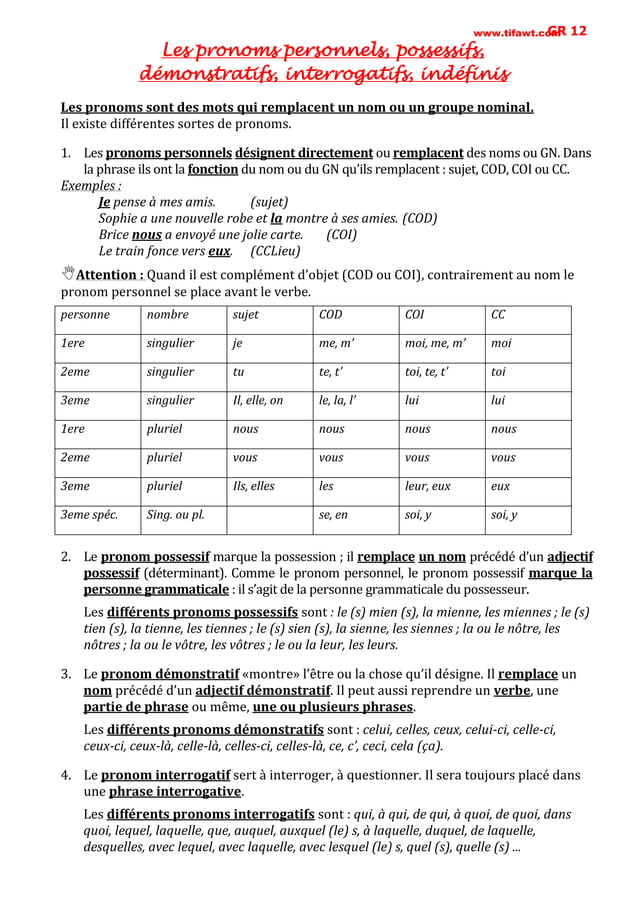 www.tifawt.com GR 12
Les pronoms personnels, possessifs,
démonstratifs, interrogatifs, indéfinis
Les pronoms sont des mots qui remplacent un nom ou un groupe nominal.
Il existe différentes sortes de pronoms.
1. Les pronoms personnels désignent directement ou remplacent des noms ou GN. Dans
la phrase ils ont la fonction du nom ou du GN qu'ils remplacent : sujet, COD, COI ou CC.
Exemples :
Je pense à mes amis. (sujet)
Sophie a une nouvelle robe et la montre à ses amies. (COD)
Brice nous a envoyé une jolie carte. (COI)
Le train fonce vers eux. (CCLieu)
Attention : Quand il est complément d'objet (COD ou COI), contrairement au nom le
pronom personnel se place avant le verbe.
personne nombre sujet COD COI CC
1ere singulier je me, m' moi, me, m' moi
2eme singulier tu te, t' toi, te, t' toi
3eme singulier Il, elle, on le, la, l' lui lui
1ere pluriel nous nous nous nous
2eme pluriel vous vous vous vous
3eme pluriel Ils, elles les leur, eux eux
3eme spéc. Sing. ou pl. se, en soi, y soi, y
2. Le pronom possessif marque la possession ; il remplace un nom précédé d'un adjectif
possessif (déterminant). Comme le pronom personnel, le pronom possessif marque la
personne grammaticale : il s'agit de la personne grammaticale du possesseur.
Les différents pronoms possessifs sont : le (s) mien (s), la mienne, les miennes ; le (s)
tien (s), la tienne, les tiennes ; le (s) sien (s), la sienne, les siennes ; la ou le nôtre, les
nôtres ; la ou le vôtre, les vôtres ; le ou la leur, les leurs.
3. Le pronom démonstratif «montre» l'être ou la chose qu'il désigne. Il remplace un
nom précédé d'un adjectif démonstratif. Il peut aussi reprendre un verbe, une
partie de phrase ou même, une ou plusieurs phrases.
Les différents pronoms démonstratifs sont : celui, celles, ceux, celui-ci, celle-ci,
ceux-ci, ceux-là, celle-là, celles-ci, celles-là, ce, c', ceci, cela (ça).
4. Le pronom interrogatif sert à interroger, à questionner. Il sera toujours placé dans
une phrase interrogative.
Les différents pronoms interrogatifs sont : qui, à qui, de qui, à quoi, de quoi, dans
quoi, lequel, laquelle, que, auquel, auxquel (le) s, à laquelle, duquel, de laquelle,
desquelles, avec lequel, avec laquelle, avec lesquel (le) s, quel (s), quelle (s) ...